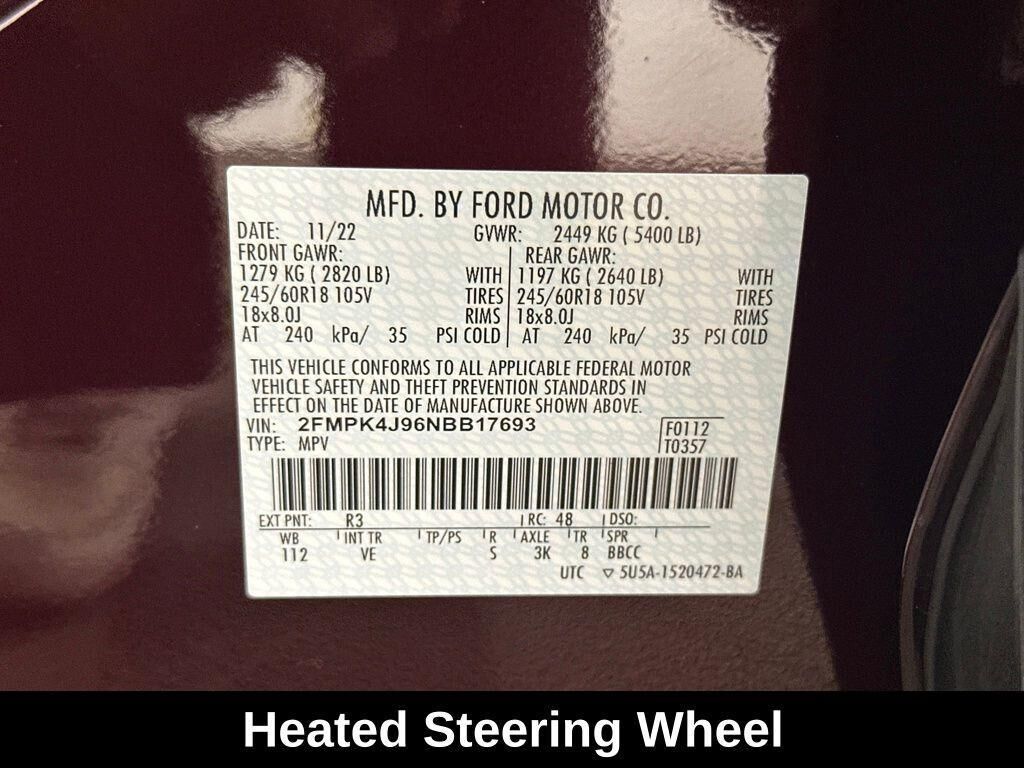 MFD. BY FORD MOTOR CO.
DATE: 11/22 GVWR: 2449 KG ( 5400 LB)
FRONT GAWR: REAR GAWR:
1279 KG ( 2820 LB) WITH 1197 KG ( 2640 LB) WITH
245/60R18 105V TIRES 245/60R18 105V TIRES
18x8.0J RIMS 18x8.0J RIMS
AT 240 kPa/ 35 PSI COLD AT 240 kPa/ 35 PSI COLD
THIS VEHICLE CONFORMS TO ALL APPLICABLE FEDERAL MOTOR
VEHICLE SAFETY AND THEFT PREVENTION STANDARDS IN
EFFECT ON THE DATE OF MANUFACTURE SHOWN ABOVE.
VIN: 2FMPK4J96NBB17693 F0112
TYPE: MPV T0357
EXT PNT: R3 RC: 48 DSO:
WB INT TR TP/PS R AXLE TR SPR
112 VE S 3K 8 BBCC
UTC ▽ 5U5A-1520472-BA
Heated Steering Wheel